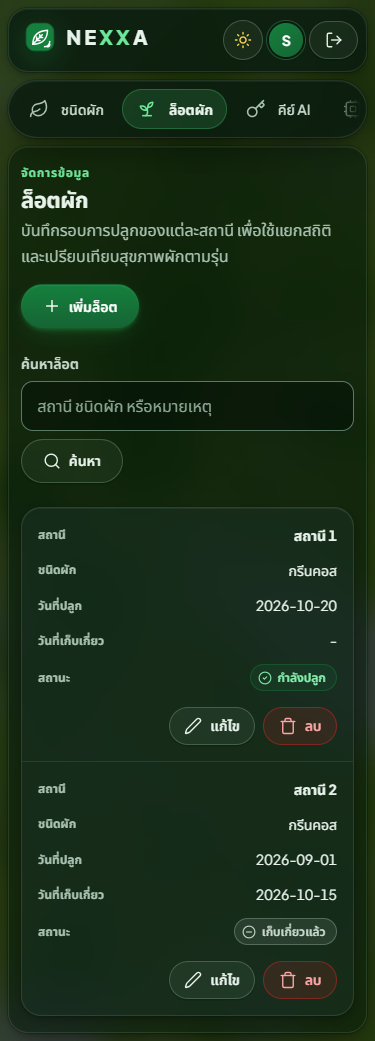 NEXXA
S
ชนิดผัก
ล็อตผัก
คีย์ AI
จัดการข้อมูล
ล็อตผัก
บันทึกรอบการปลูกของแต่ละสถานี เพื่อใช้แยกสถิติ
และเปรียบเทียบสุขภาพผักตามรุ่น
เพิ่มล็อต
ค้นหาล็อต
สถานี ชนิดผัก หรือหมายเหตุ
ค้นหา
สถานี สถานี 1
ชนิดผัก กรีนคอส
วันที่ปลูก 2026-10-20
วันที่เก็บเกี่ยว -
สถานะ กำลังปลูก
แก้ไข ลบ
สถานี สถานี 2
ชนิดผัก กรีนคอส
วันที่ปลูก 2026-09-01
วันที่เก็บเกี่ยว 2026-10-15
สถานะ เก็บเกี่ยวแล้ว
แก้ไข ลบ